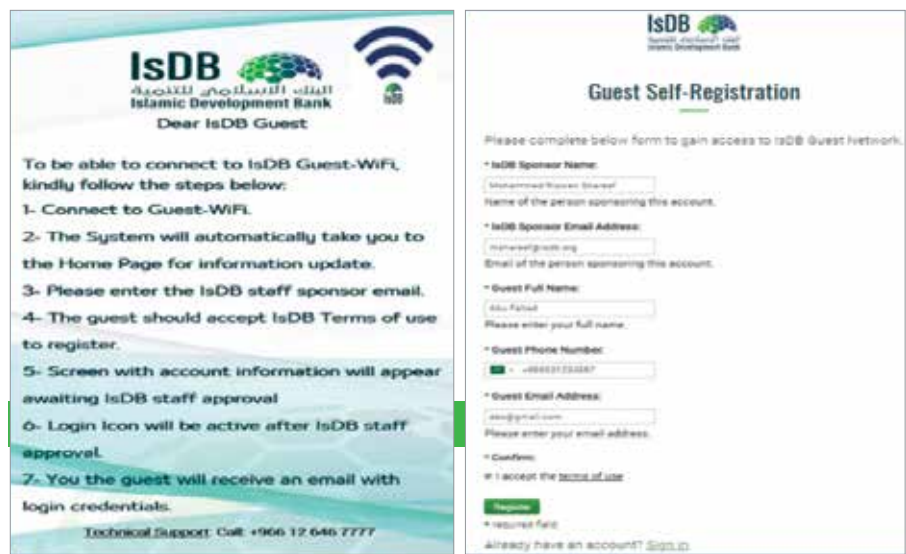 IsDB
البنك الإسلامي للتنمية
Islamic Development Bank
IsDB
Dear IsDB Guest
To be able to connect to IsDB Guest-WiFi,
kindly follow the steps below:
1- Connect to Guest-WiFi.
2- The System will automatically take you to
the Home Page for information update.
3- Please enter the IsDB staff sponsor email.
4- The guest should accept IsDB Terms of use
to register.
5- Screen with account information will appear
awaiting IsDB staff approval
6- Login Icon will be active after IsDB staff
approval.
7- You the guest will receive an email with
login credentials.
Technical Support: Call: +966 12 646 7777
IsDB
البنك الإسلامي للتنمية
Islamic Development Bank
Guest Self-Registration
Please complete below form to gain access to IsDB Guest Network.
* IsDB Sponsor Name:
Mohammed
Name of the person sponsoring this account.
* IsDB Sponsor Email Address:
Email of the person sponsoring this account.
* Guest Full Name:
Abu Fahad
Please enter your full name.
* Guest Phone Number:
* Guest Email Address:
abc@gmail.com
Please enter your email address.
* Confirm:
I accept the terms of use
Register
* required field
Already have an account? Sign in